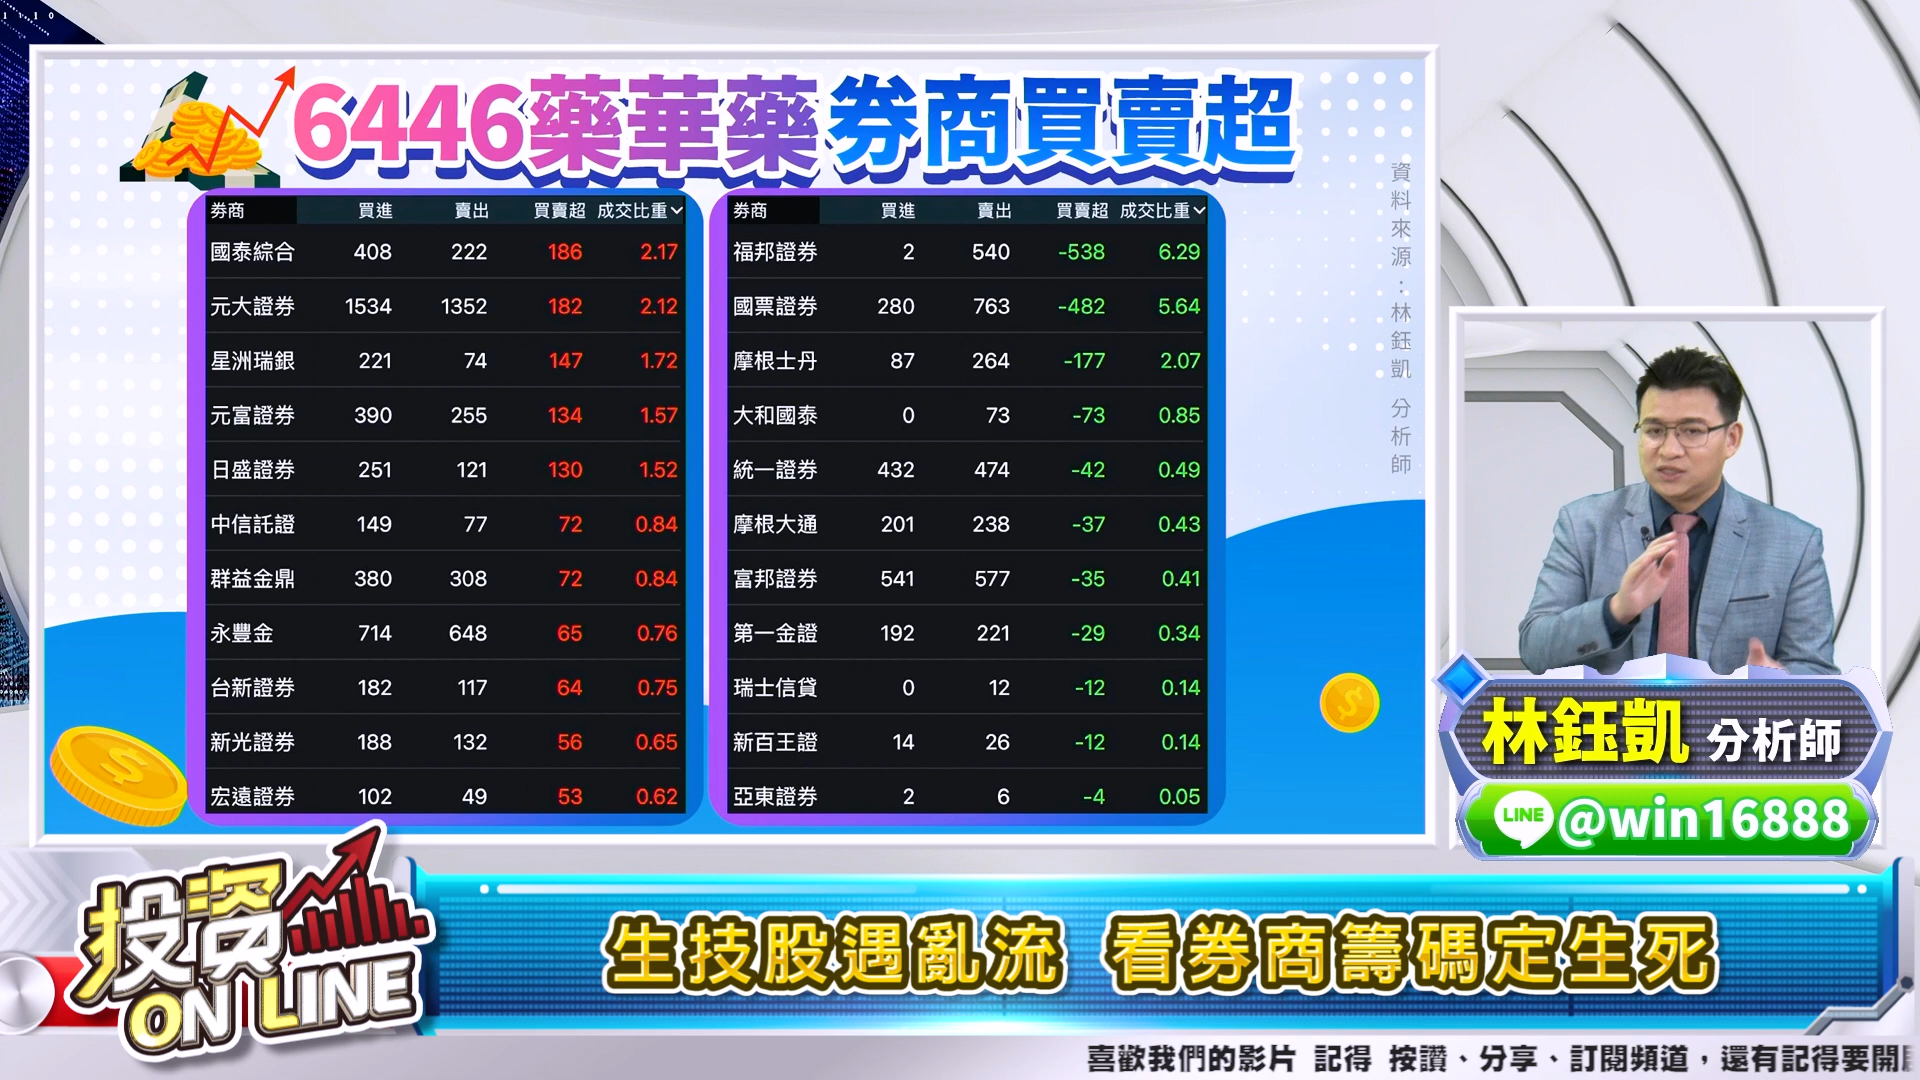 6446藥華藥券商買賣超
券商 買進 賣出 買賣超 成交比重
國泰綜合 408 222 186 2.17
元大證券 1534 1352 182 2.12
星洲瑞銀 221 74 147 1.72
元富證券 390 255 134 1.57
日盛證券 251 121 130 1.52
中信託證 149 77 72 0.84
群益金鼎 380 308 72 0.84
永豐金 714 648 65 0.76
台新證券 182 117 64 0.75
新光證券 188 132 56 0.65
宏遠證券 102 49 53 0.62
券商 買進 賣出 買賣超 成交比重
福邦證券 2 540 -538 6.29
國票證券 280 763 -482 5.64
摩根士丹 87 264 -177 2.07
大和國泰 0 73 -73 0.85
統一證券 432 474 -42 0.49
摩根大通 201 238 -37 0.43
富邦證券 541 577 -35 0.41
第一金證 192 221 -29 0.34
瑞士信貸 0 12 -12 0.14
新百王證 14 26 -12 0.14
亞東證券 2 6 -4 0.05
資料來源：林鈺凱 分析師
林鈺凱 分析師
LINE @win16888
投資
ON LINE
生技股遇亂流 看券商籌碼定生死
喜歡我們的影片 記得 按讚、分享、訂閱頻道，還有記得要開